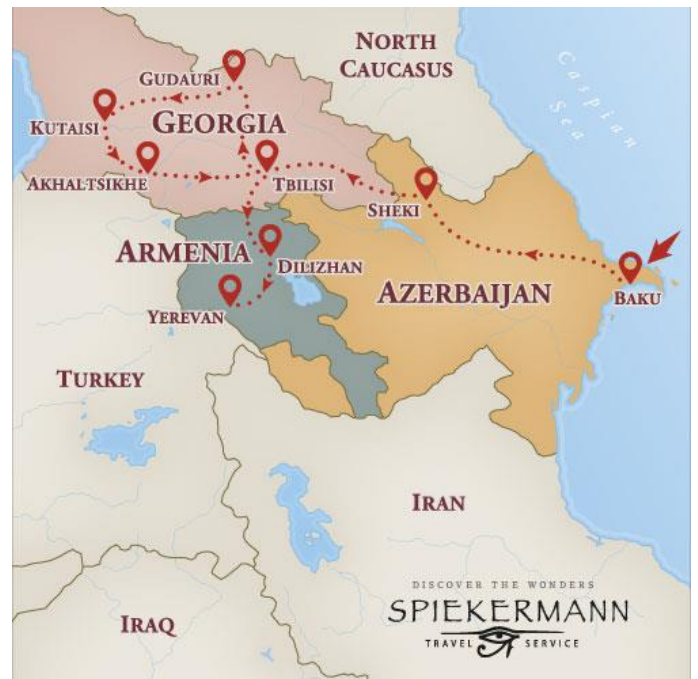 NORTH
CAUCASUS
Caspian
Sea
GUDAURI
KUTAISI
GEORGIA
AKHALTSIKHE
TBILISI
SHEKI
ARMENIA
DILIZHAN
AZERBAIJAN
BAKU
YEREVAN
TURKEY
IRAN
IRAQ
DISCOVER THE WONDERS
SPIEKERMANN
TRAVEL SERVICE